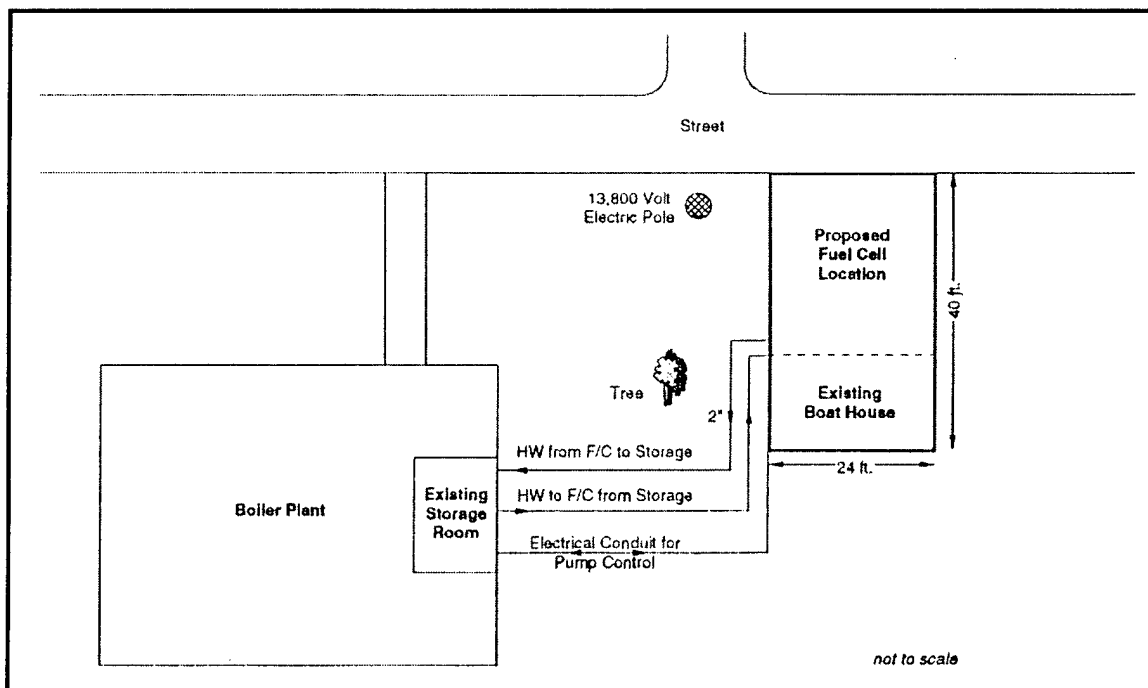 Street
13,800 Volt
Electric Pole
Proposed
Fuel Cell
Location
40 ft.
Tree
2"
Existing
Boat House
24 ft.
HW from F/C to Storage
HW to F/C from Storage
Electrical Conduit for
Pump Control
Boiler Plant
Existing
Storage
Room
not to scale